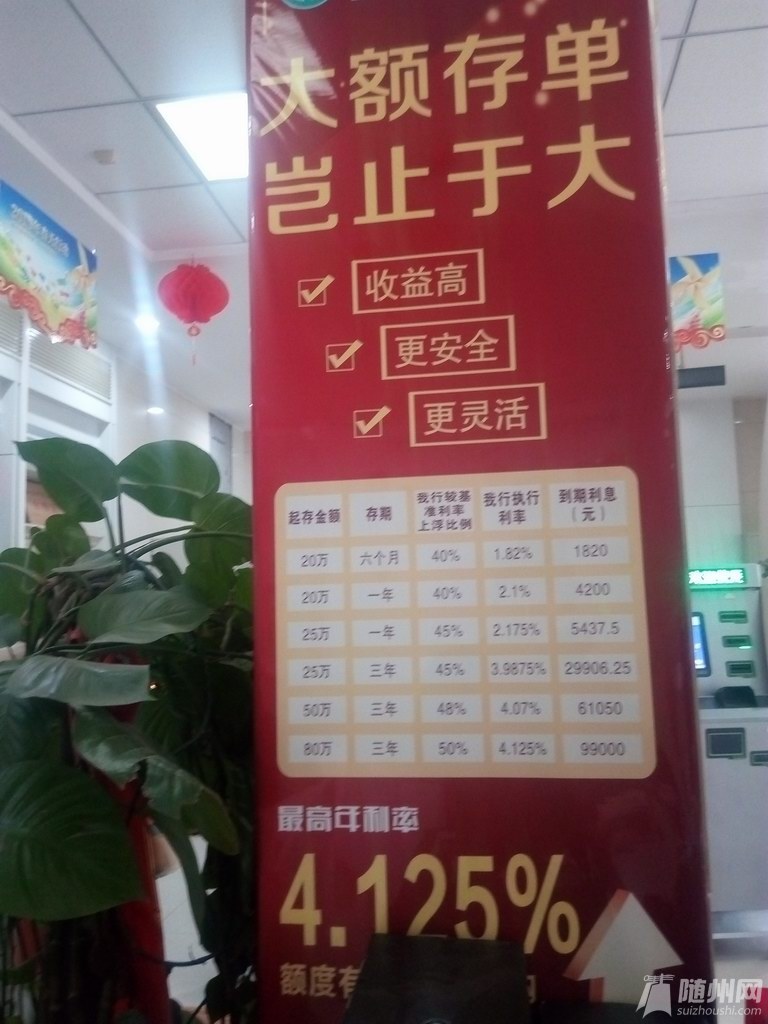 大额存单
岂止于大
收益高
更安全
更灵活
起存金额 存期 我行较基准利率上浮比例 我行执行利率 到期利息（元）
20万 六个月 40% 1.82% 1820
20万 一年 40% 2.1% 4200
25万 一年 45% 2.175% 5437.5
25万 三年 45% 3.9875% 29906.25
50万 三年 48% 4.07% 61050
80万 三年 50% 4.125% 99000
最高年利率
4.125%
额度有
随州网
suizhoushi.com